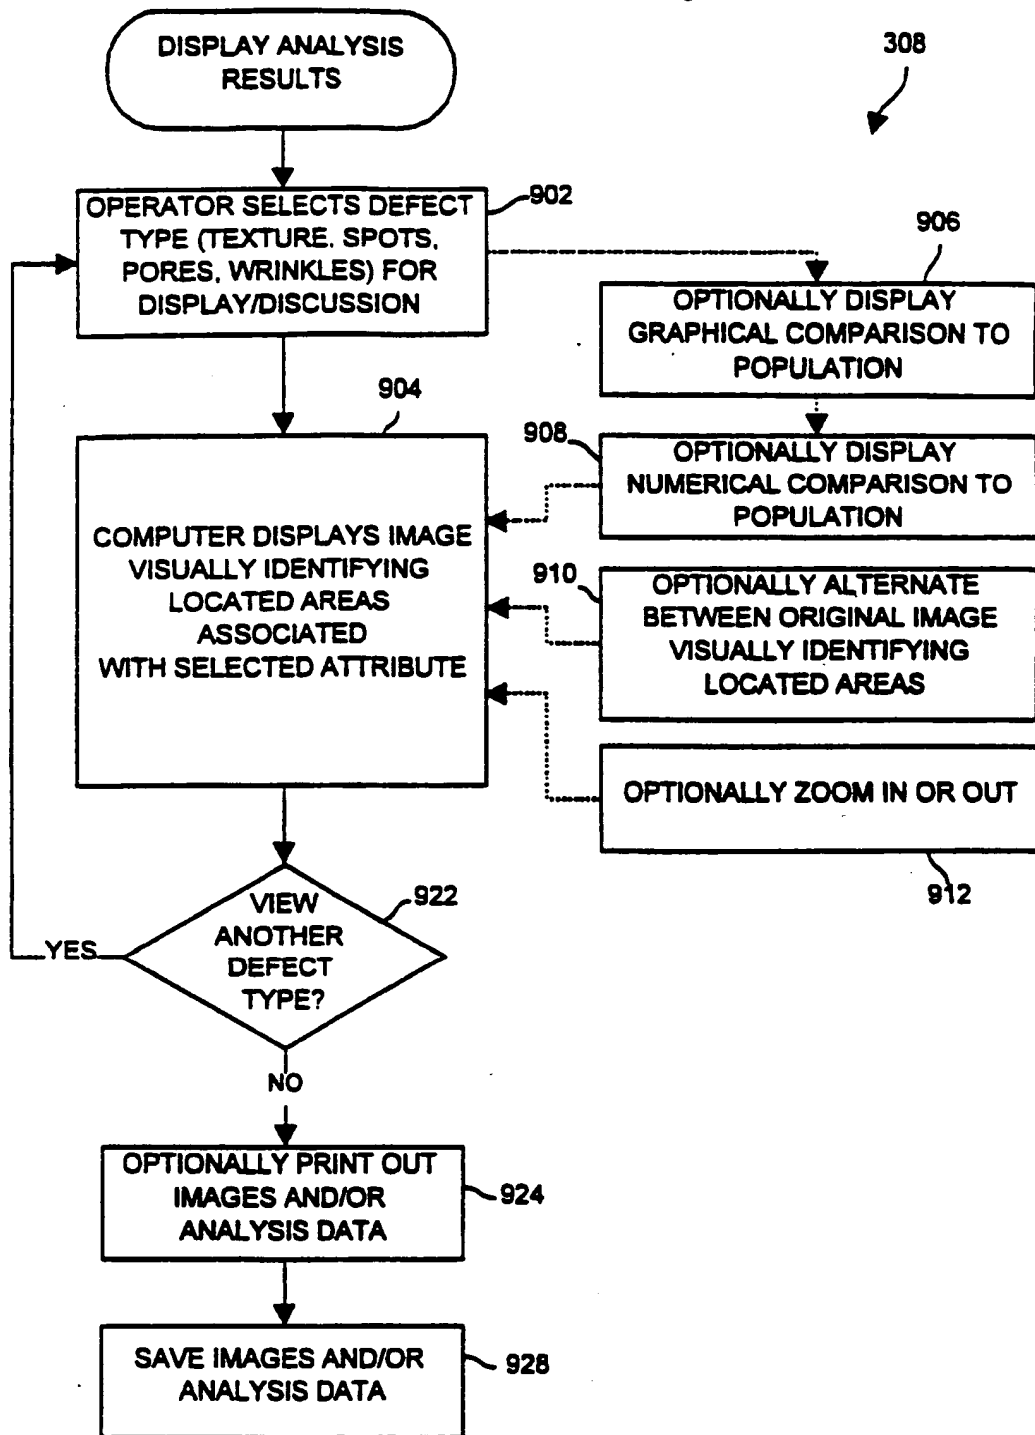 DISPLAY ANALYSIS
RESULTS
308
OPERATOR SELECTS DEFECT
TYPE (TEXTURE. SPOTS,
PORES, WRINKLES) FOR
DISPLAY/DISCUSSION
902
906
OPTIONALLY DISPLAY
GRAPHICAL COMPARISON TO
POPULATION
904
COMPUTER DISPLAYS IMAGE
VISUALLY IDENTIFYING
LOCATED AREAS
ASSOCIATED
WITH SELECTED ATTRIBUTE
908
OPTIONALLY DISPLAY
NUMERICAL COMPARISON TO
POPULATION
910
OPTIONALLY ALTERNATE
BETWEEN ORIGINAL IMAGE
VISUALLY IDENTIFYING
LOCATED AREAS
OPTIONALLY ZOOM IN OR OUT
912
VIEW
ANOTHER
DEFECT
TYPE?
922
YES
NO
OPTIONALLY PRINT OUT
IMAGES AND/OR
ANALYSIS DATA
924
SAVE IMAGES AND/OR
ANALYSIS DATA
928